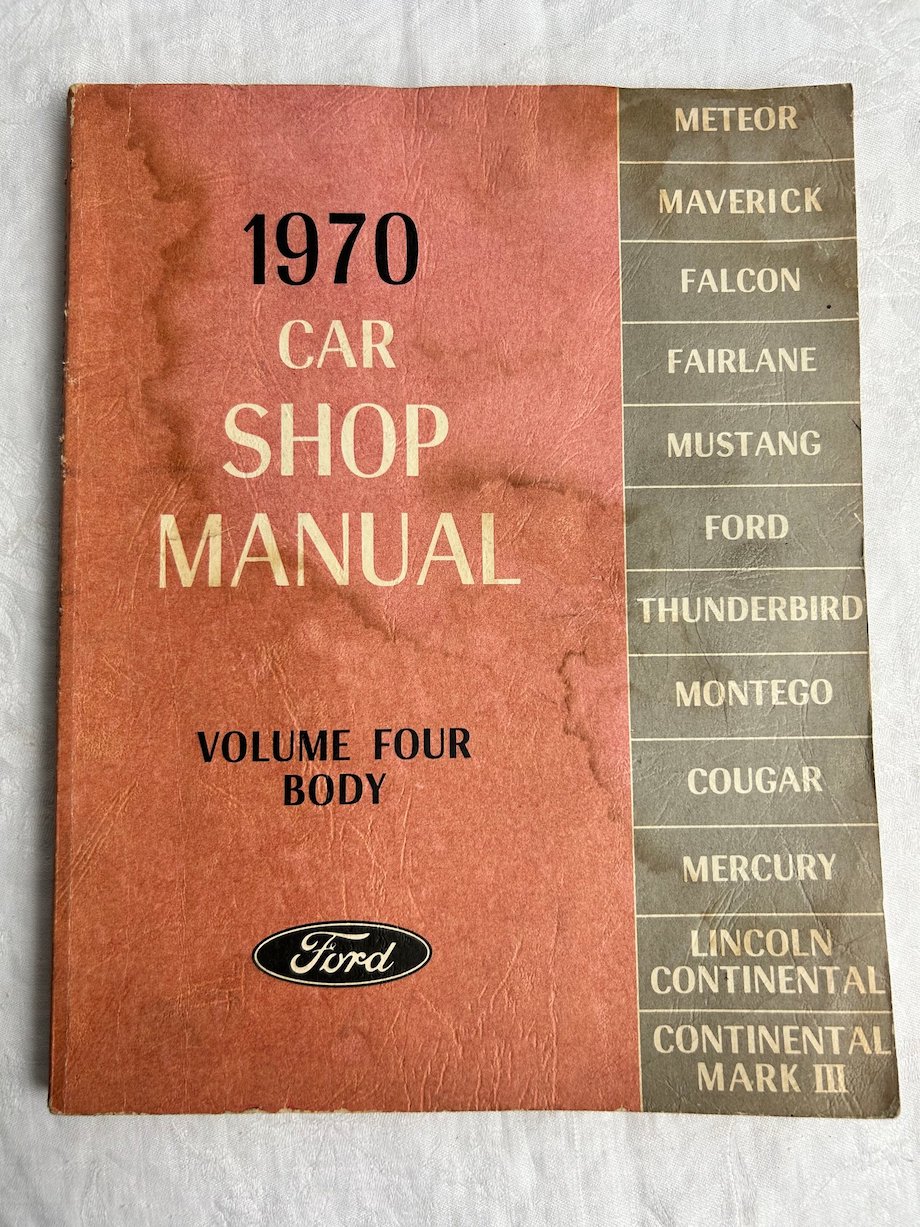 1970
CAR
SHOP
MANUAL
VOLUME FOUR
BODY
Ford
METEOR
MAVERICK
FALCON
FAIRLANE
MUSTANG
FORD
THUNDERBIRD
MONTEGO
COUGAR
MERCURY
LINCOLN
CONTINENTAL
CONTINENTAL
MARK III